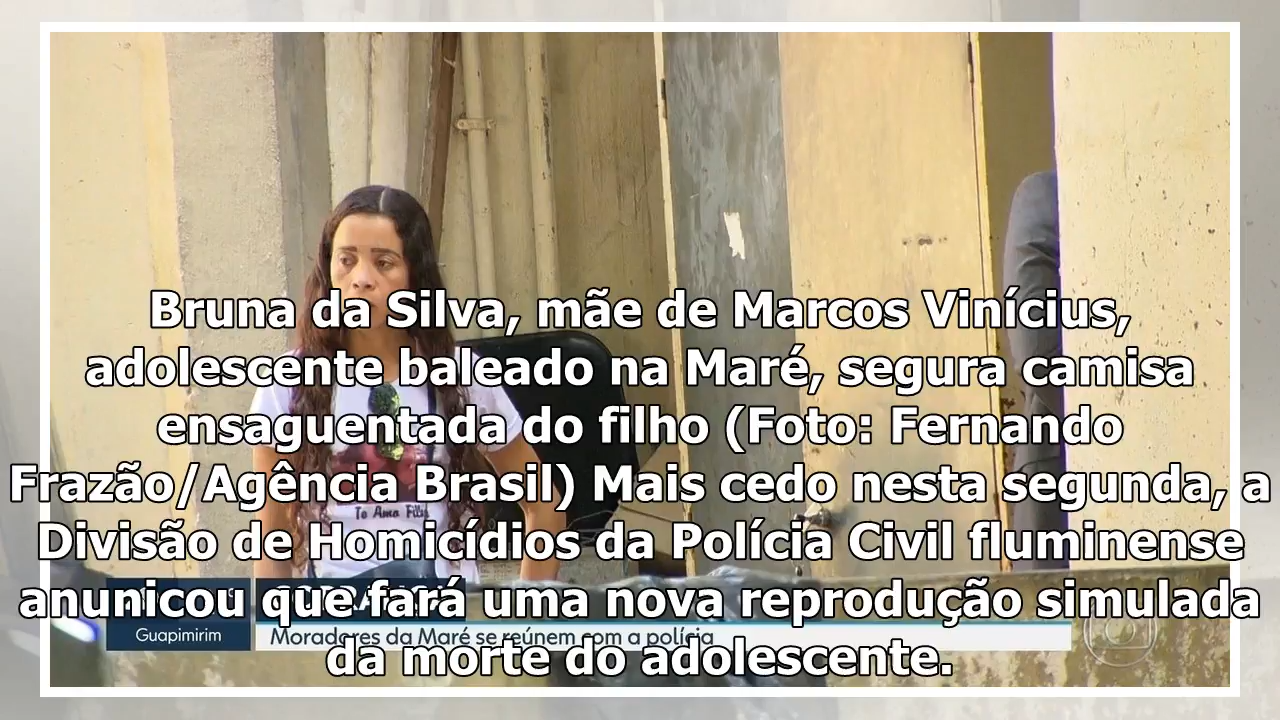 Bruna da Silva, mãe de Marcos Vinícius,
adolescente baleado na Maré, segura camisa
ensaguentada do filho (Foto: Fernando
Frazão/Agência Brasil) Mais cedo nesta segunda, a
Divisão de Homicídios da Polícia Civil fluminense
anunicou que fará uma nova reprodução simulada
da morte do adolescente.
Te Amo Filho
Guapimirim
Moradores da Maré se reúnem com a polícia